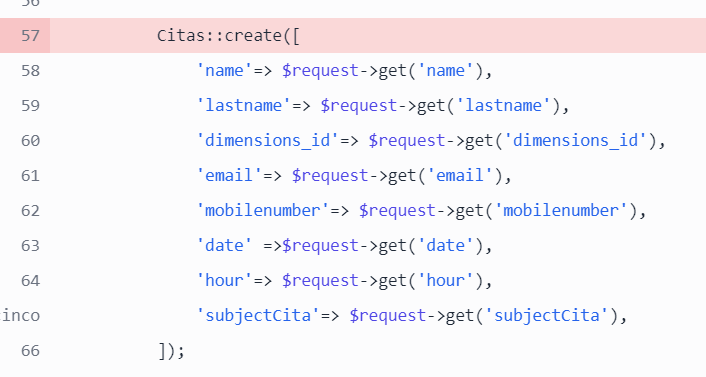 56
57 Citas::create([
58 'name'=> $request->get('name'),
59 'lastname'=> $request->get('lastname'),
60 'dimensions_id'=> $request->get('dimensions_id'),
61 'email'=> $request->get('email'),
62 'mobilenumber'=> $request->get('mobilenumber'),
63 'date' =>$request->get('date'),
64 'hour'=> $request->get('hour'),
cinco 'subjectCita'=> $request->get('subjectCita'),
66 ]);